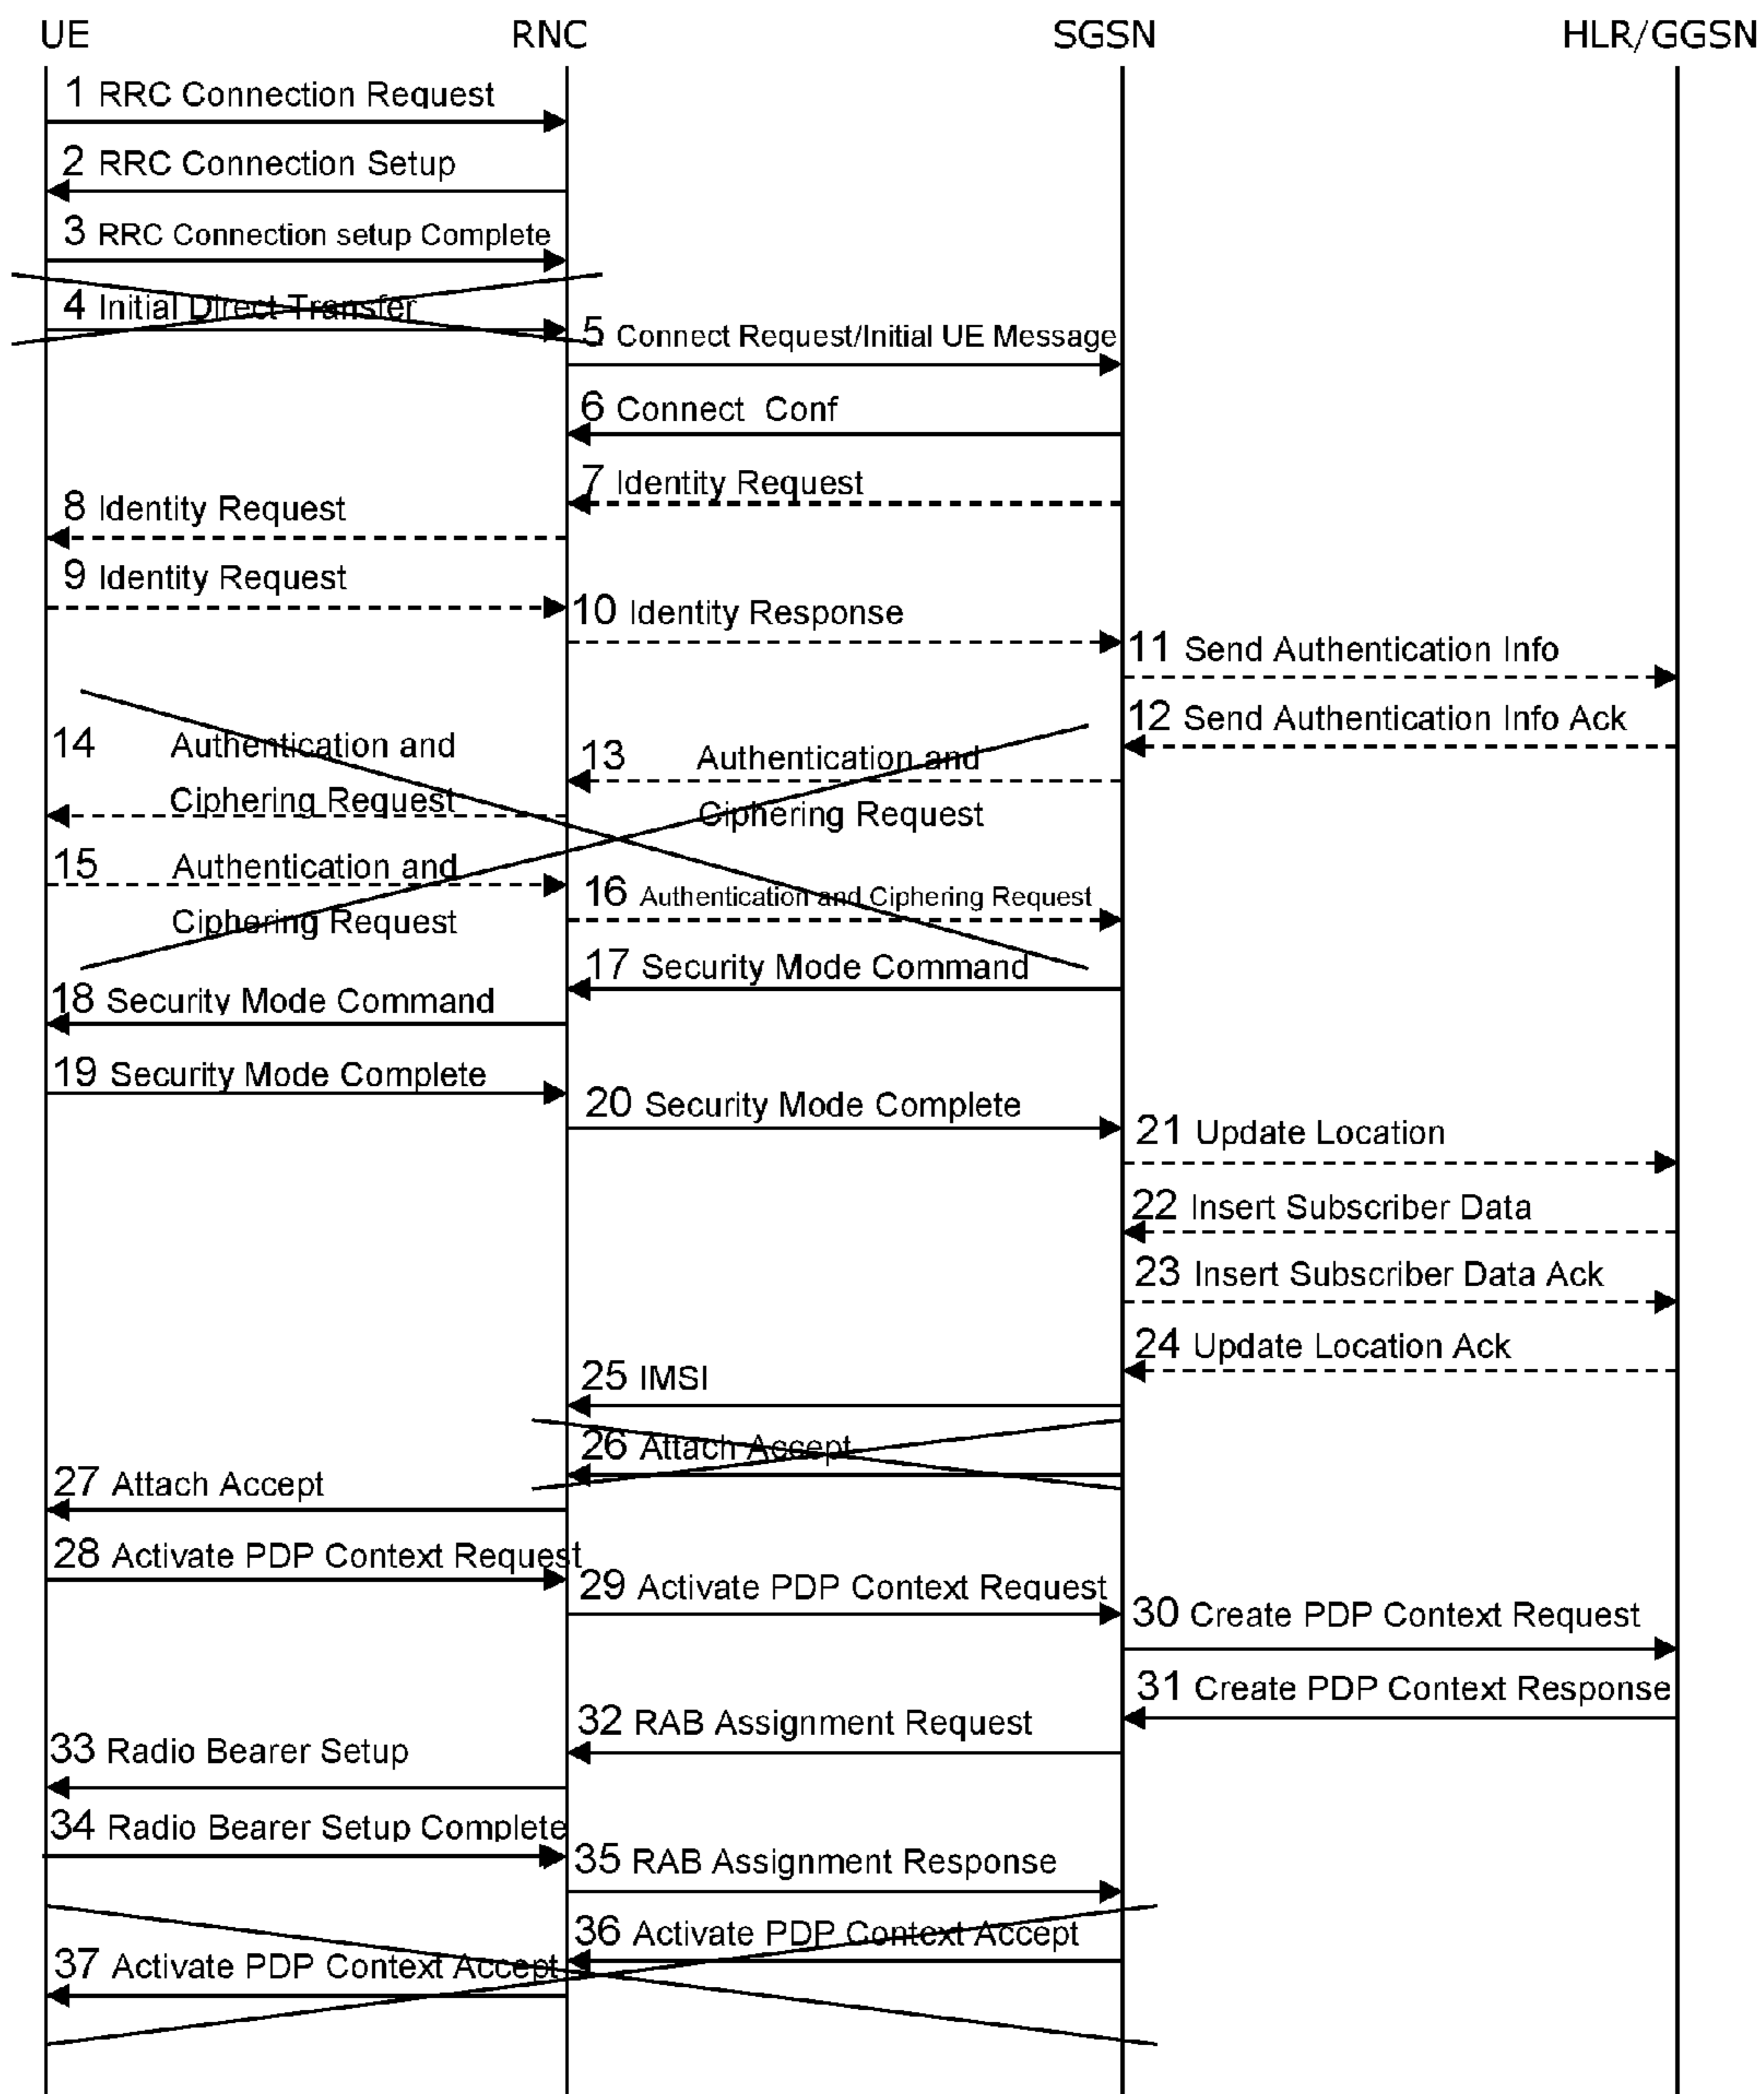 UE RNC SGSN HLR/GGSN
1 RRC Connection Request
2 RRC Connection Setup
3 RRC Connection setup Complete
4 Initial Direct Transfer
5 Connect Request/Initial UE Message
6 Connect Conf
7 Identity Request
8 Identity Request
9 Identity Request
10 Identity Response
11 Send Authentication Info
12 Send Authentication Info Ack
13 Authentication and
Ciphering Request
14 Authentication and
Ciphering Request
15 Authentication and
Ciphering Request
16 Authentication and Ciphering Request
17 Security Mode Command
18 Security Mode Command
19 Security Mode Complete
20 Security Mode Complete
21 Update Location
22 Insert Subscriber Data
23 Insert Subscriber Data Ack
24 Update Location Ack
25 IMSI
26 Attach Accept
27 Attach Accept
28 Activate PDP Context Request
29 Activate PDP Context Request
30 Create PDP Context Request
31 Create PDP Context Response
32 RAB Assignment Request
33 Radio Bearer Setup
34 Radio Bearer Setup Complete
35 RAB Assignment Response
36 Activate PDP Context Accept
37 Activate PDP Context Accept